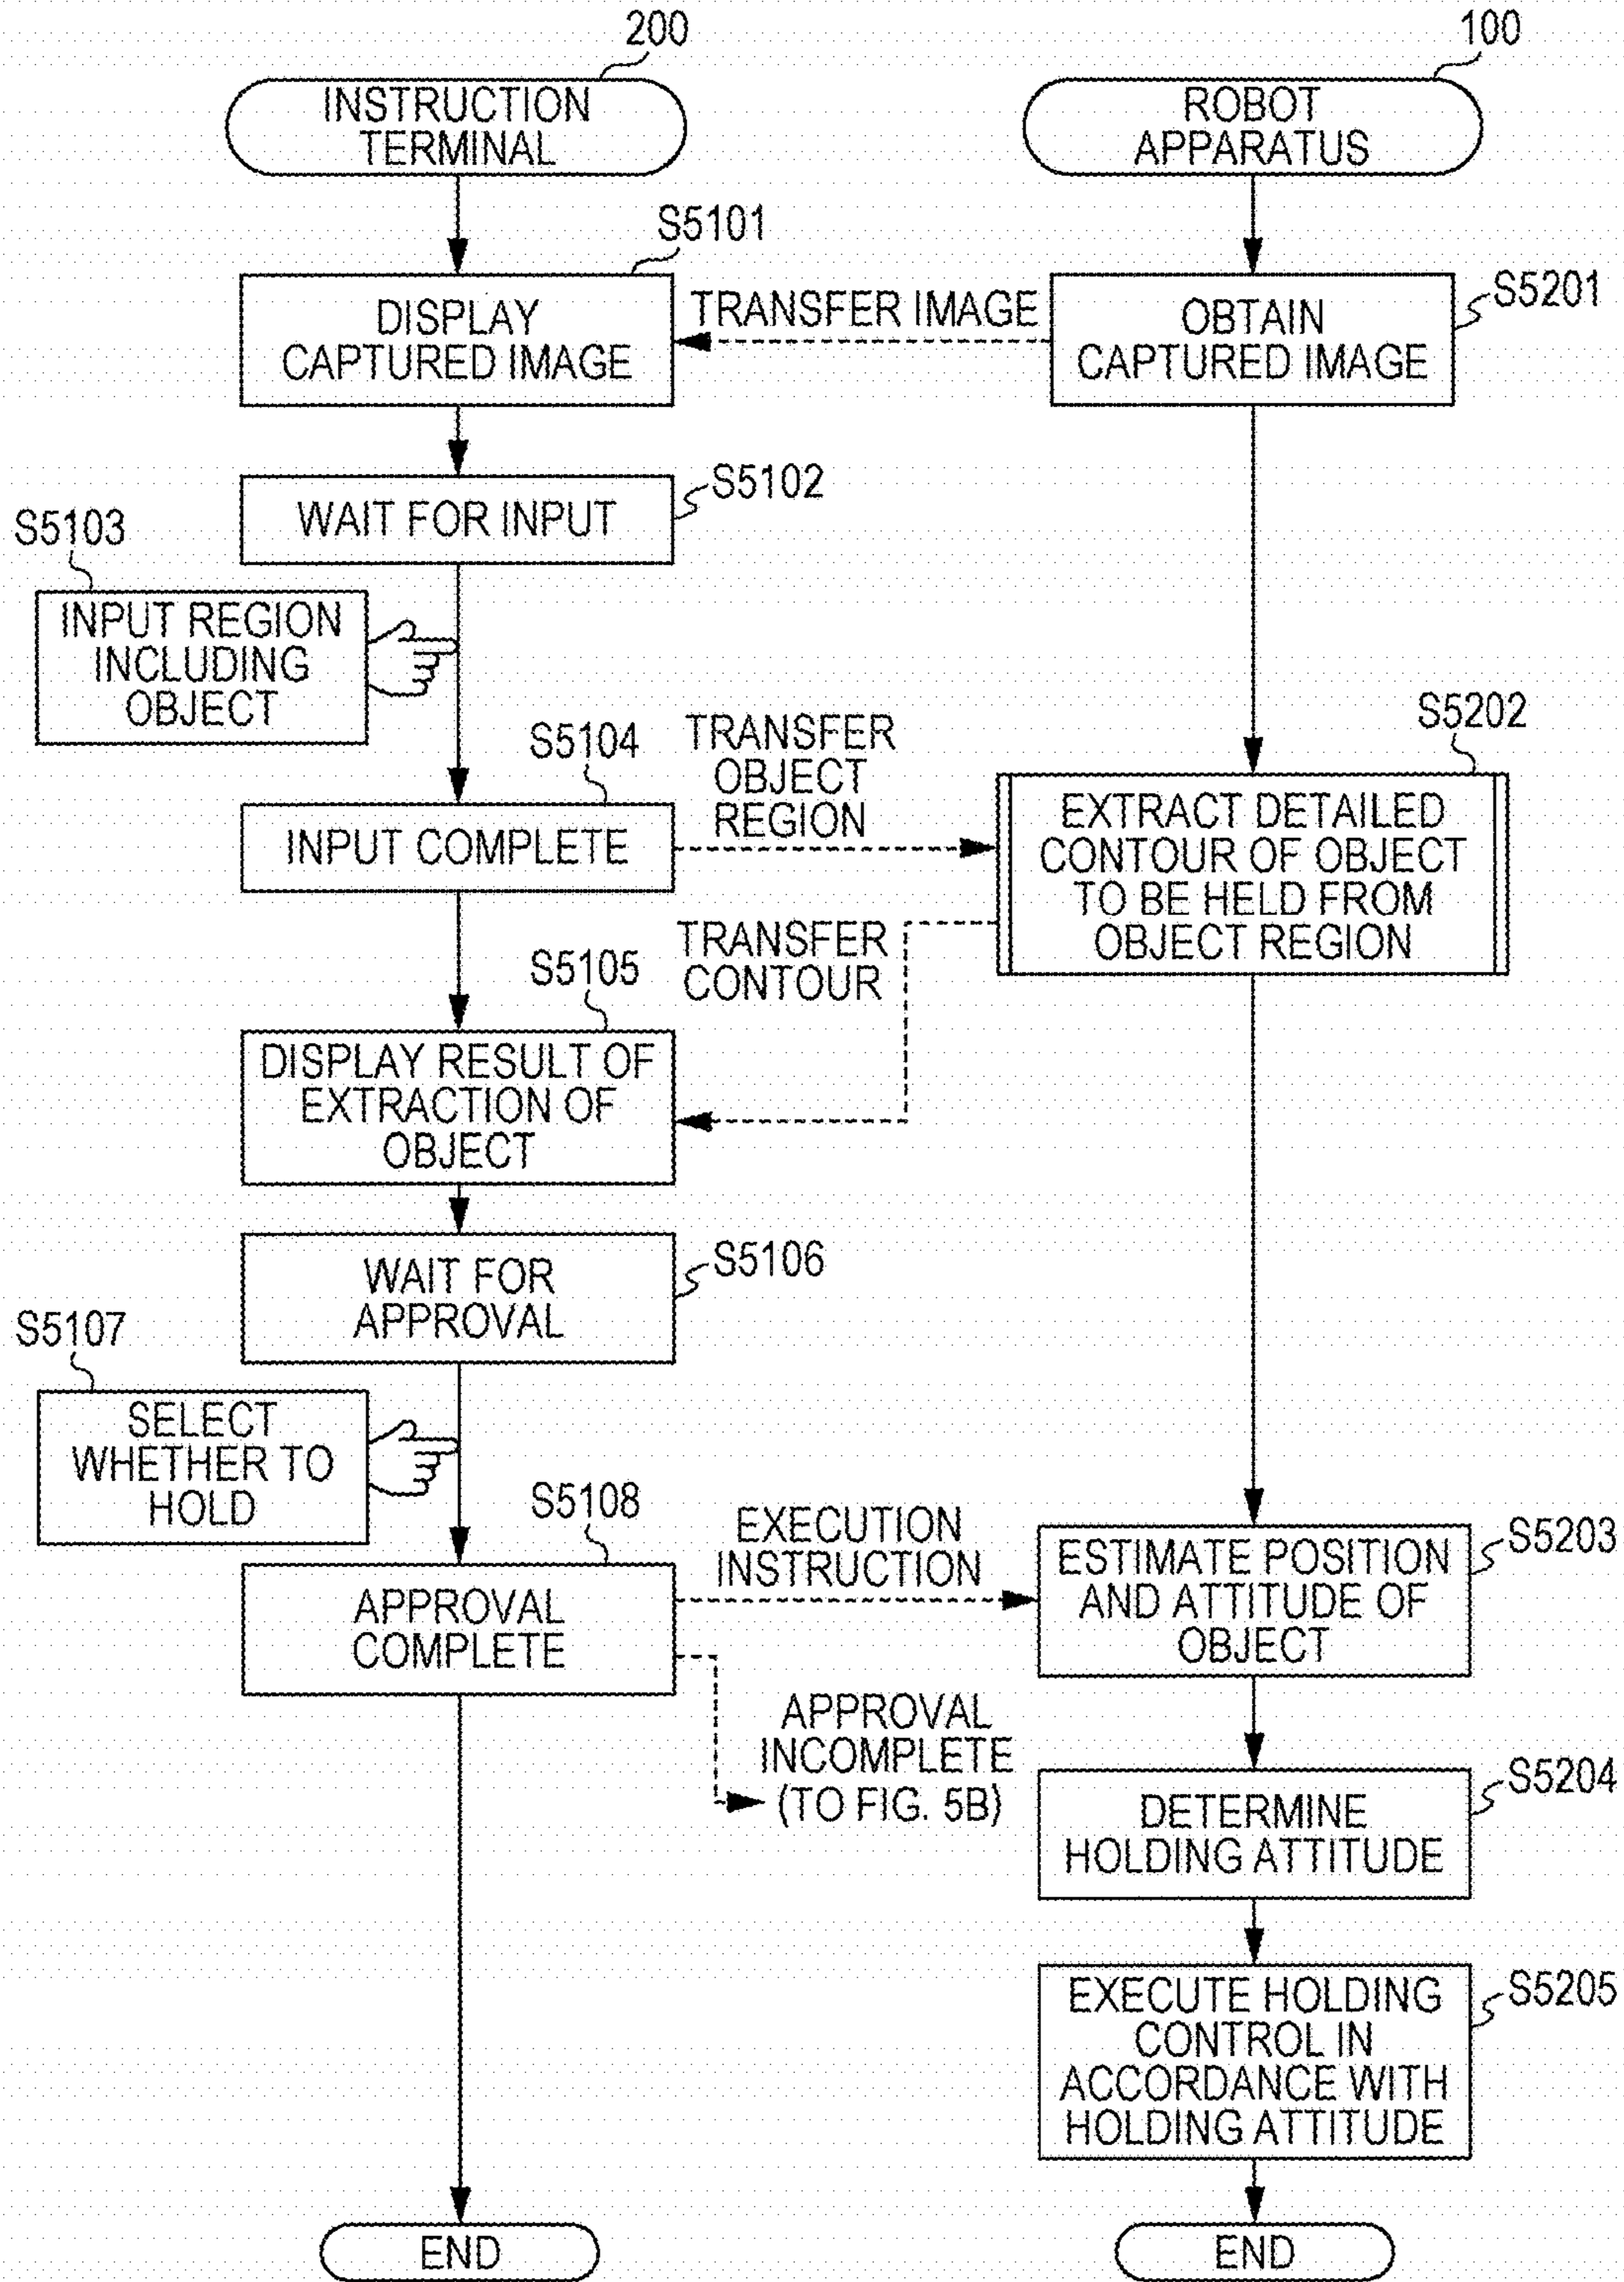 200
INSTRUCTION
TERMINAL
100
ROBOT
APPARATUS
S5101
DISPLAY
CAPTURED IMAGE
TRANSFER IMAGE
S5201
OBTAIN
CAPTURED IMAGE
S5102
WAIT FOR INPUT
S5103
INPUT REGION
INCLUDING
OBJECT
S5104
INPUT COMPLETE
TRANSFER
OBJECT
REGION
S5202
EXTRACT DETAILED
CONTOUR OF OBJECT
TO BE HELD FROM
OBJECT REGION
TRANSFER
CONTOUR
S5105
DISPLAY RESULT OF
EXTRACTION OF
OBJECT
S5106
WAIT FOR
APPROVAL
S5107
SELECT
WHETHER TO
HOLD
S5108
APPROVAL
COMPLETE
EXECUTION
INSTRUCTION
S5203
ESTIMATE POSITION
AND ATTITUDE OF
OBJECT
APPROVAL
INCOMPLETE
(TO FIG. 5B)
S5204
DETERMINE
HOLDING ATTITUDE
S5205
EXECUTE HOLDING
CONTROL IN
ACCORDANCE WITH
HOLDING ATTITUDE
END
END